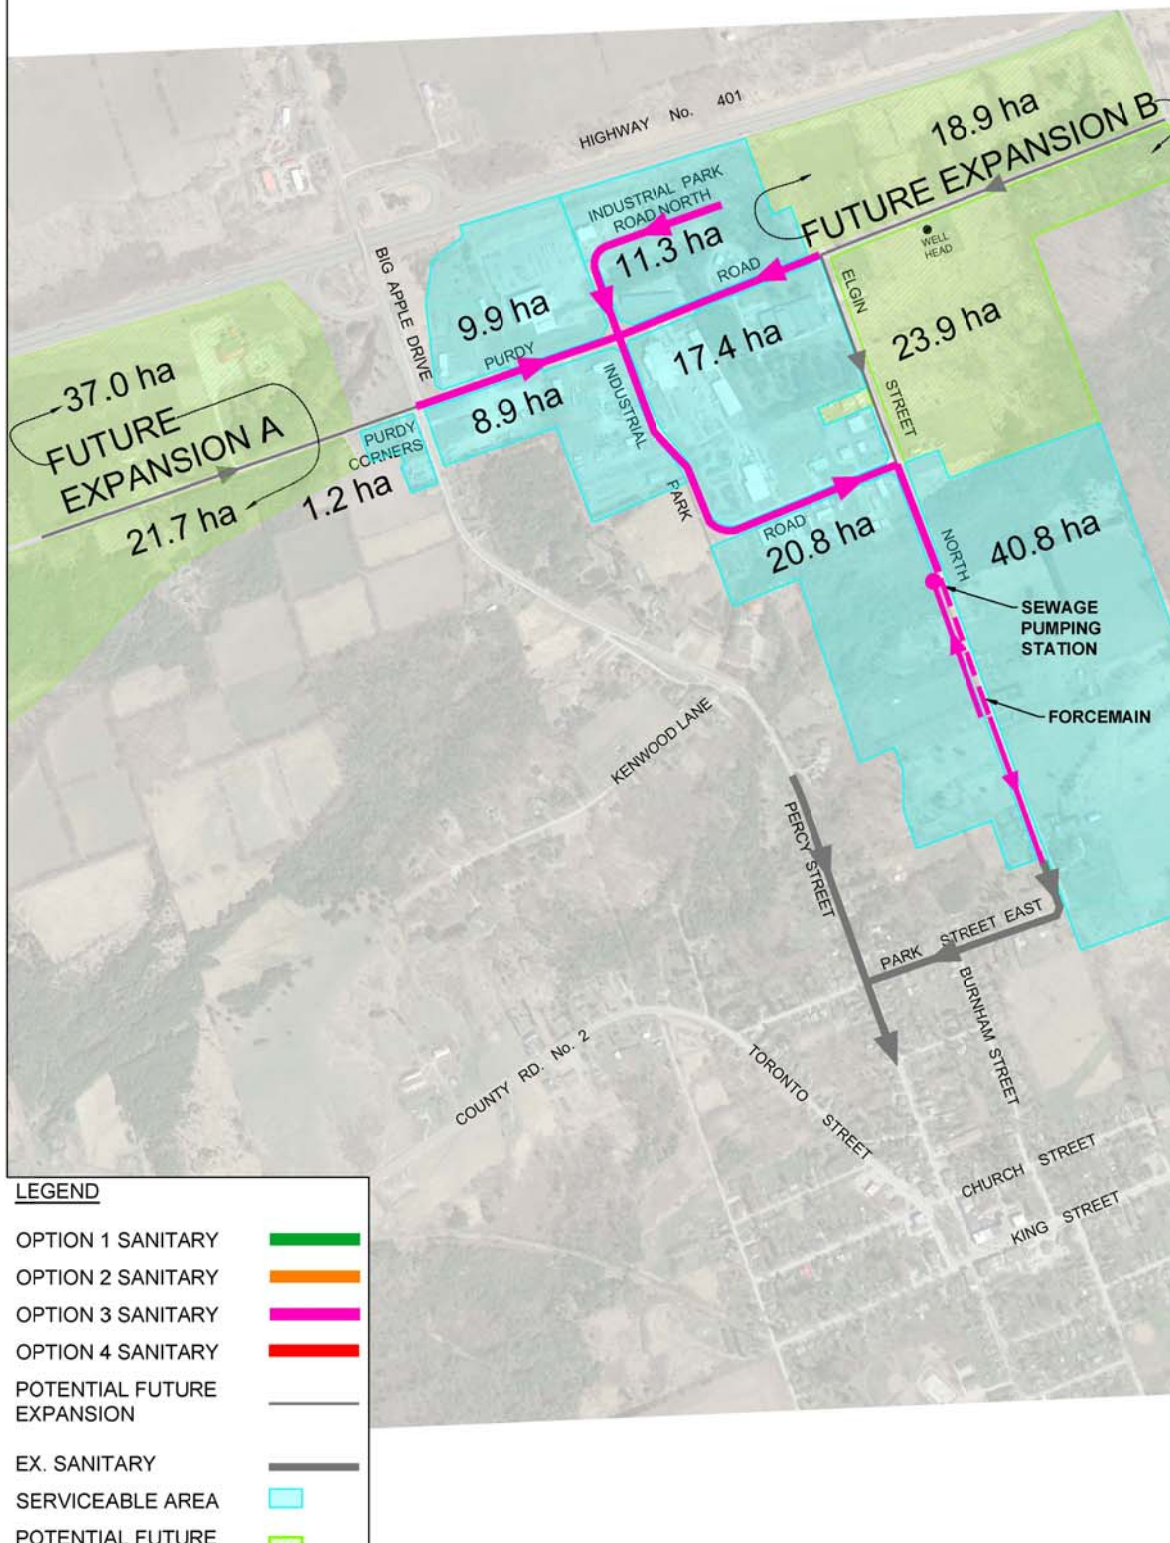 HIGHWAY No. 401
18.9 ha
FUTURE EXPANSION B
INDUSTRIAL PARK
ROAD NORTH
11.3 ha
WELL
HEAD
BIG APPLE DRIVE
ROAD
ELGIN
9.9 ha
PURDY
17.4 ha
23.9 ha
37.0 ha
FUTURE
EXPANSION A
8.9 ha
INDUSTRIAL
STREET
PURDY
CORNERS
1.2 ha
21.7 ha
PARK
ROAD
20.8 ha
NORTH
40.8 ha
SEWAGE
PUMPING
STATION
FORCEMAIN
KENWOOD LANE
PERCY STREET
PARK STREET EAST
BURNHAM STREET
COUNTY RD. No. 2
TORONTO STREET
CHURCH STREET
KING STREET
LEGEND
OPTION 1 SANITARY
OPTION 2 SANITARY
OPTION 3 SANITARY
OPTION 4 SANITARY
POTENTIAL FUTURE
EXPANSION
EX. SANITARY
SERVICEABLE AREA
POTENTIAL FUTURE